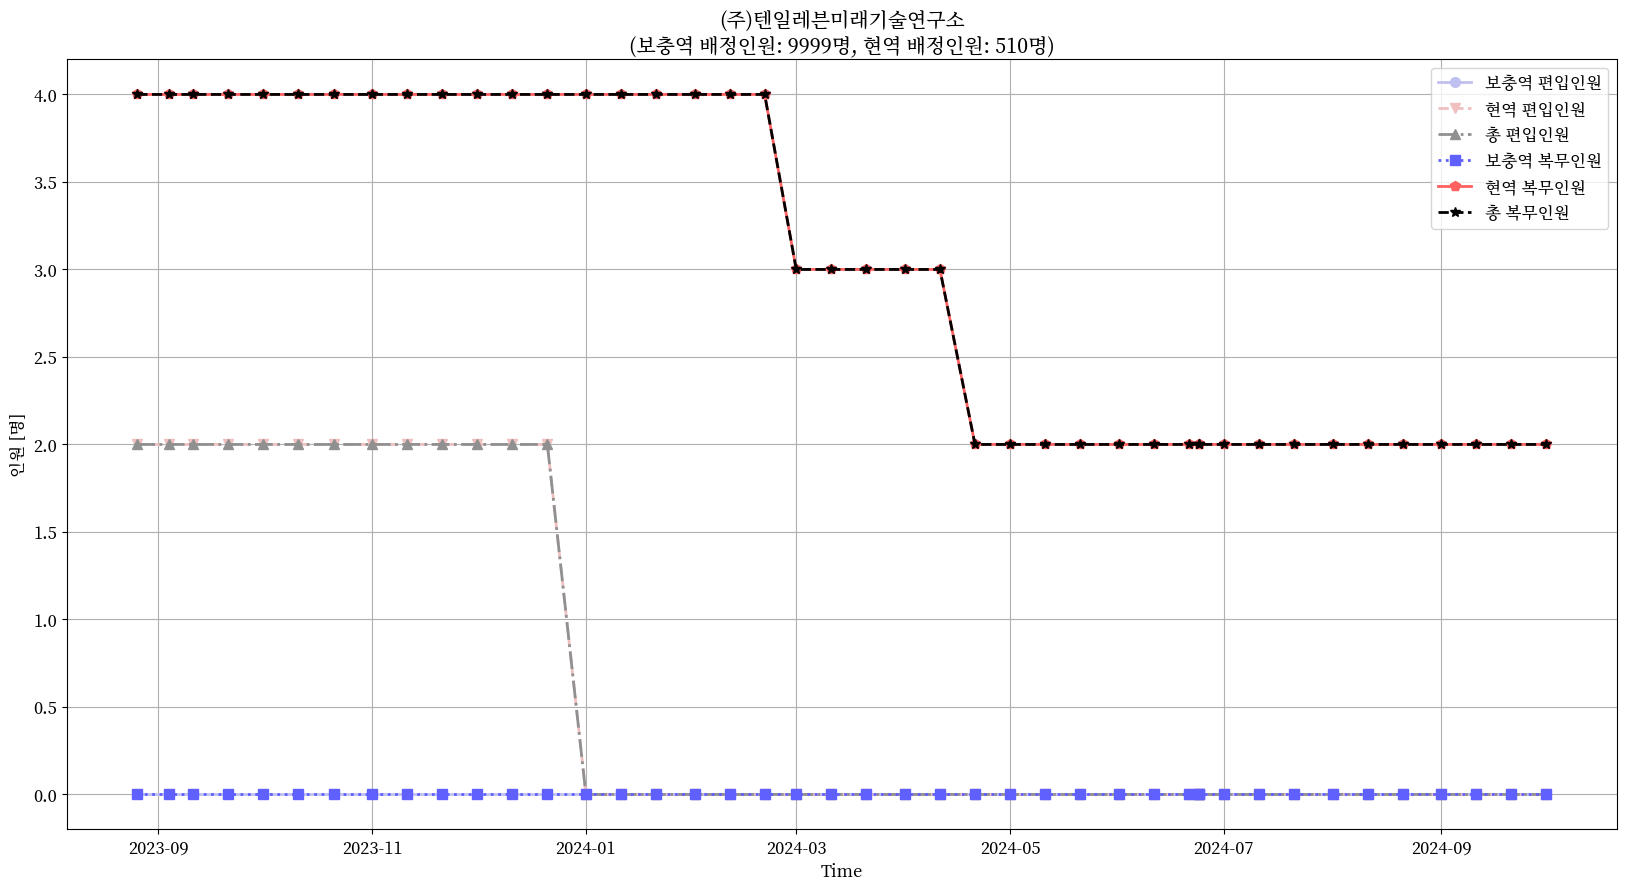 (주)텐일레븐미래기술연구소
(보충역 배정인원: 9999명, 현역 배정인원: 510명)
보충역 편입인원
현역 편입인원
총 편입인원
보충역 복무인원
현역 복무인원
총 복무인원
인원 [명]
4.0
3.5
3.0
2.5
2.0
1.5
1.0
0.5
0.0
2023-09 2023-11 2024-01 2024-03 2024-05 2024-07 2024-09
Time